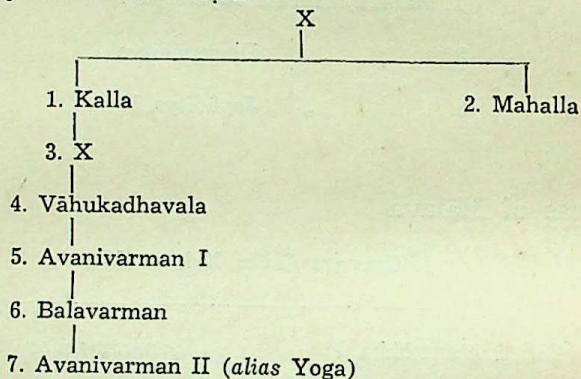 X
1. Kalla 2. Mahalla
3. X
4. Vāhukadhavala
5. Avanivarman I
6. Balavarman
7. Avanivarman II (alias Yoga)